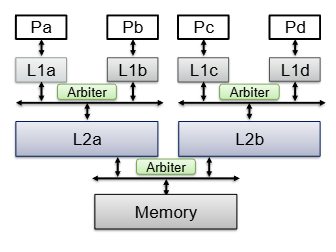 Pa Pb Pc Pd
L1a L1b L1c L1d
Arbiter Arbiter
L2a L2b
Arbiter
Memory